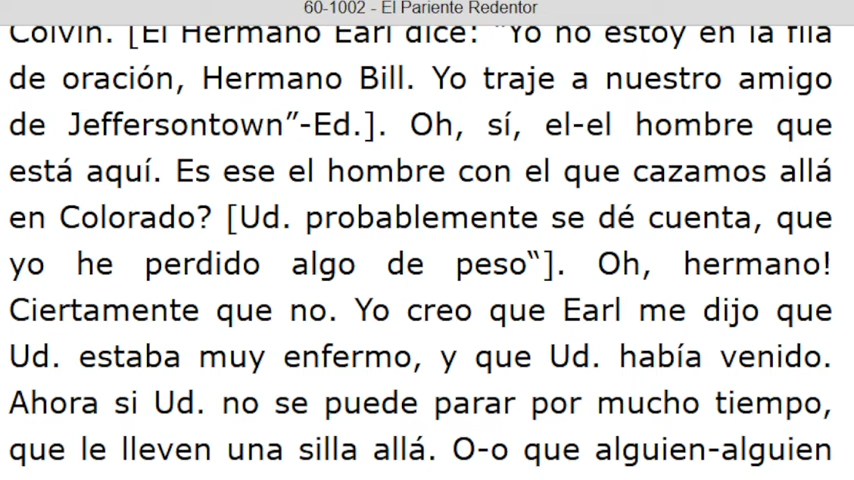 60-1002 - El Pariente Redentor
Colvin. [El Hermano Earl dice: “Yo no estoy en la fila
de oración, Hermano Bill. Yo traje a nuestro amigo
de Jeffersontown”-Ed.]. Oh, sí, el-el hombre que
está aquí. Es ese el hombre con el que cazamos allá
en Colorado? [Ud. probablemente se dé cuenta, que
yo he perdido algo de peso‟]. Oh, hermano!
Ciertamente que no. Yo creo que Earl me dijo que
Ud. estaba muy enfermo, y que Ud. había venido.
Ahora si Ud. no se puede parar por mucho tiempo,
que le lleven una silla allá. O-o que alguien-alguien